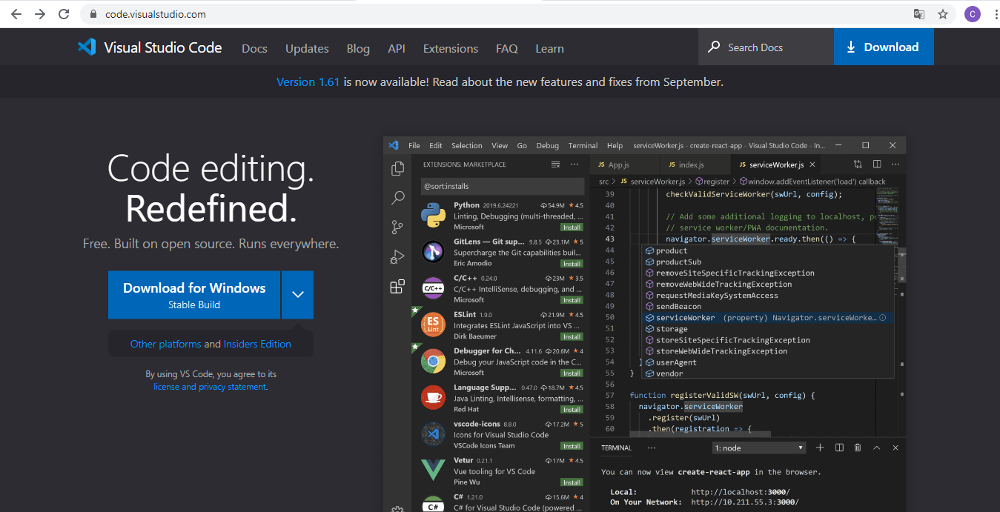 code.visualstudio.com
C
Visual Studio Code Docs Updates Blog API Extensions FAQ Learn Search Docs Download
Version 1.61 is now available! Read about the new features and fixes from September.
Code editing.
Redefined.
Free. Built on open source. Runs everywhere.
Download for Windows
Stable Build
Other platforms and Insiders Edition
By using VS Code, you agree to its
license and privacy statement.
File Edit Selection View Go Debug Terminal Help serviceWorker.js - create-react-app - Visual Studio Code - In...
EXTENSIONS: MARKETPLACE
@sort:installs
Python 2019.6.24221 54.9M 4.5
Linting, Debugging (multi-threaded, ...
Microsoft Install
GitLens — Git sup... 9.8.5 23.1M 5
Supercharge the Git capabilities buil...
Eric Amodio Install
C/C++
C/C++ 0.24.0 23M 3.5
C/C++ IntelliSense, debugging, and ...
Microsoft Install
ES
Lint
ESLint 1.9.0 21.9M 4.5
Integrates ESLint JavaScript into VS ...
Dirk Baeumer Install
Debugger for Ch... 4.11.6 20.6M 4
Debug your JavaScript code in the C...
Microsoft Install
Language Supp... 0.47.0 18.7M 4.5
Java Linting, Intellisense, formatting, ...
Red Hat Install
vscode-icons 8.8.0 17.2M 5
Icons for Visual Studio Code
VSCode Icons Team Install
Vetur 0.21.1 17M 4.5
Vue tooling for VS Code
Pine Wu Install
C#
C# 1.21.0 15.6M 4
C# for Visual Studio Code (powered ...
JS App.js JS index.js JS serviceWorker.js
src > JS serviceWorker.js > register > window.addEventListener('load') callback
39 checkValidServiceWorker(swUrl, config);
40
41 // Add some additional logging to localhost, po
42 // service worker/PWA documentation.
43 navigator.serviceWorker.ready.then(() => {
44 product
45 productSub
46 removeSiteSpecificTrackingException
47 removeWebWideTrackingException
48 requestMediaKeySystemAccess
49 sendBeacon
50 serviceWorker (property) Navigator.serviceWorke...
51 storage
52 storeSiteSpecificTrackingException
53 storeWebWideTrackingException
54 } userAgent
55 } vendor
56
57 function registerValidSW(swUrl, config) {
58 navigator.serviceWorker
59 .register(swUrl)
60 .then(registration => {
TERMINAL ... 1: node
You can now view create-react-app in the browser.
Local: http://localhost:3000/
On Your Network: http://10.211.55.3:3000/